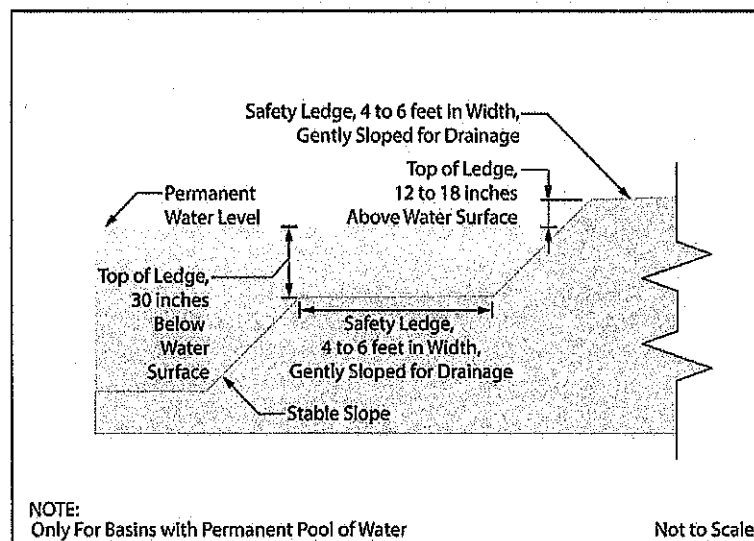 Safety Ledge, 4 to 6 feet in Width,
Gently Sloped for Drainage
Top of Ledge,
12 to 18 inches
Above Water Surface
Permanent
Water Level
Top of Ledge,
30 inches
Below
Water
Surface
Safety Ledge,
4 to 6 feet in Width,
Gently Sloped for Drainage
Stable Slope
NOTE:
Only For Basins with Permanent Pool of Water
Not to Scale